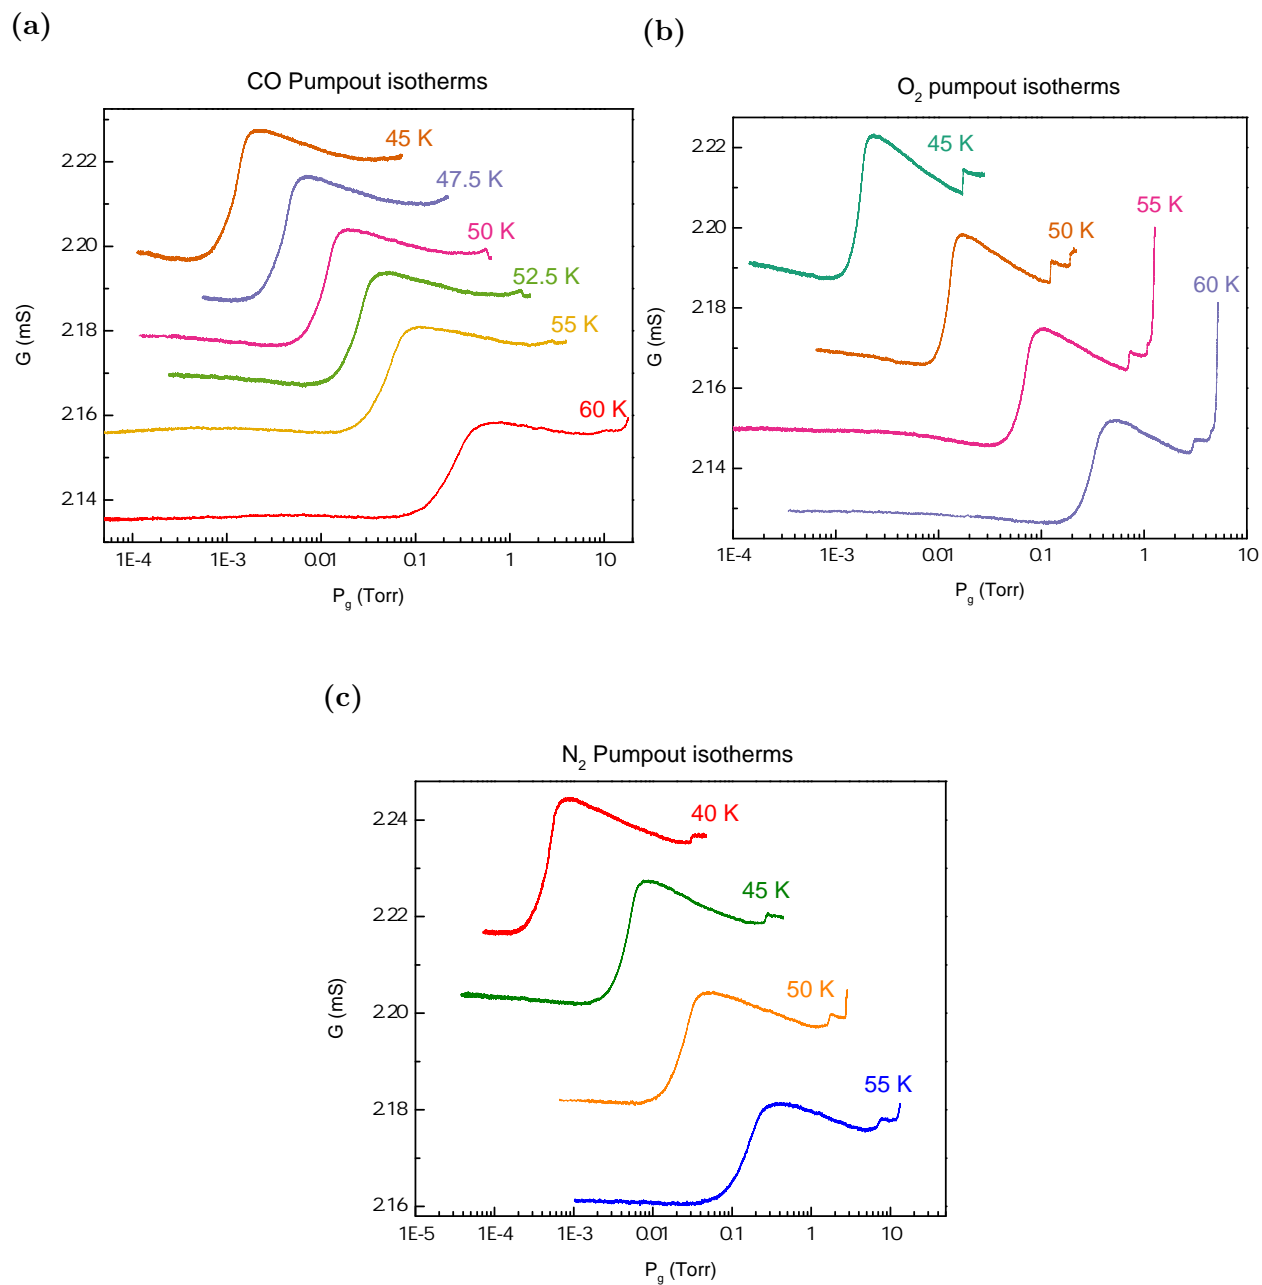 (a)
CO Pumpout isotherms
G (mS)
2.22
2.20
2.18
2.16
2.14
45 K
47.5 K
50 K
52.5 K
55 K
60 K
1E-4 1E-3 0.01 0.1 1 10
P_g (Torr)
(b)
O₂ pumpout isotherms
G (mS)
2.22
2.20
2.18
2.16
2.14
45 K
50 K
55 K
60 K
1E-4 1E-3 0.01 0.1 1 10
P_g (Torr)
(c)
N₂ Pumpout isotherms
G (mS)
2.24
2.22
2.20
2.18
2.16
40 K
45 K
50 K
55 K
1E-5 1E-4 1E-3 0.01 0.1 1 10
P_g (Torr)